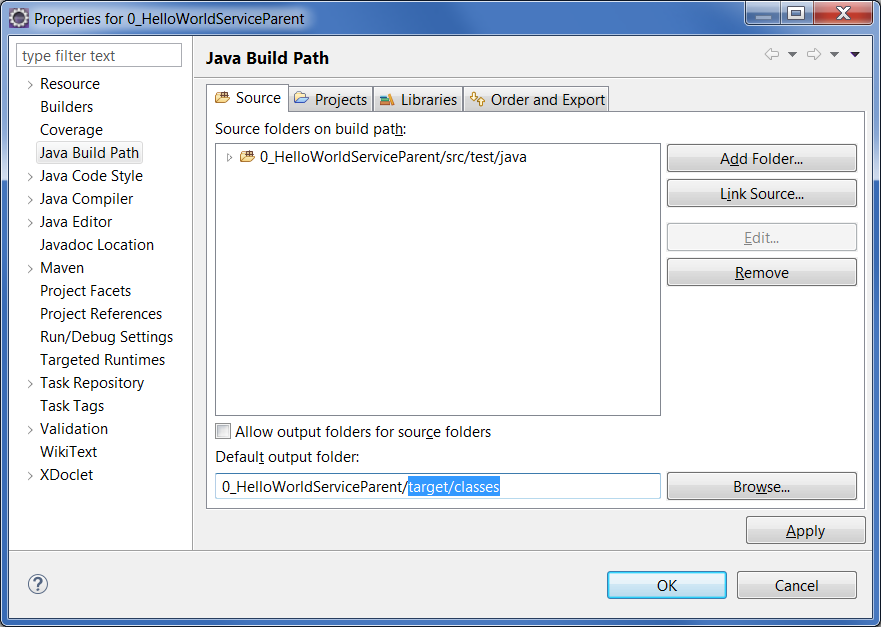 Properties for 0_HelloWorldServiceParent
type filter text
Resource
Builders
Coverage
Java Build Path
Java Code Style
Java Compiler
Java Editor
Javadoc Location
Maven
Project Facets
Project References
Run/Debug Settings
Targeted Runtimes
Task Repository
Task Tags
Validation
WikiText
XDoclet
Java Build Path
Source Projects Libraries Order and Export
Source folders on build path:
0_HelloWorldServiceParent/src/test/java
Add Folder...
Link Source...
Edit...
Remove
Allow output folders for source folders
Default output folder:
0_HelloWorldServiceParent/target/classes
Browse...
Apply
?
OK Cancel